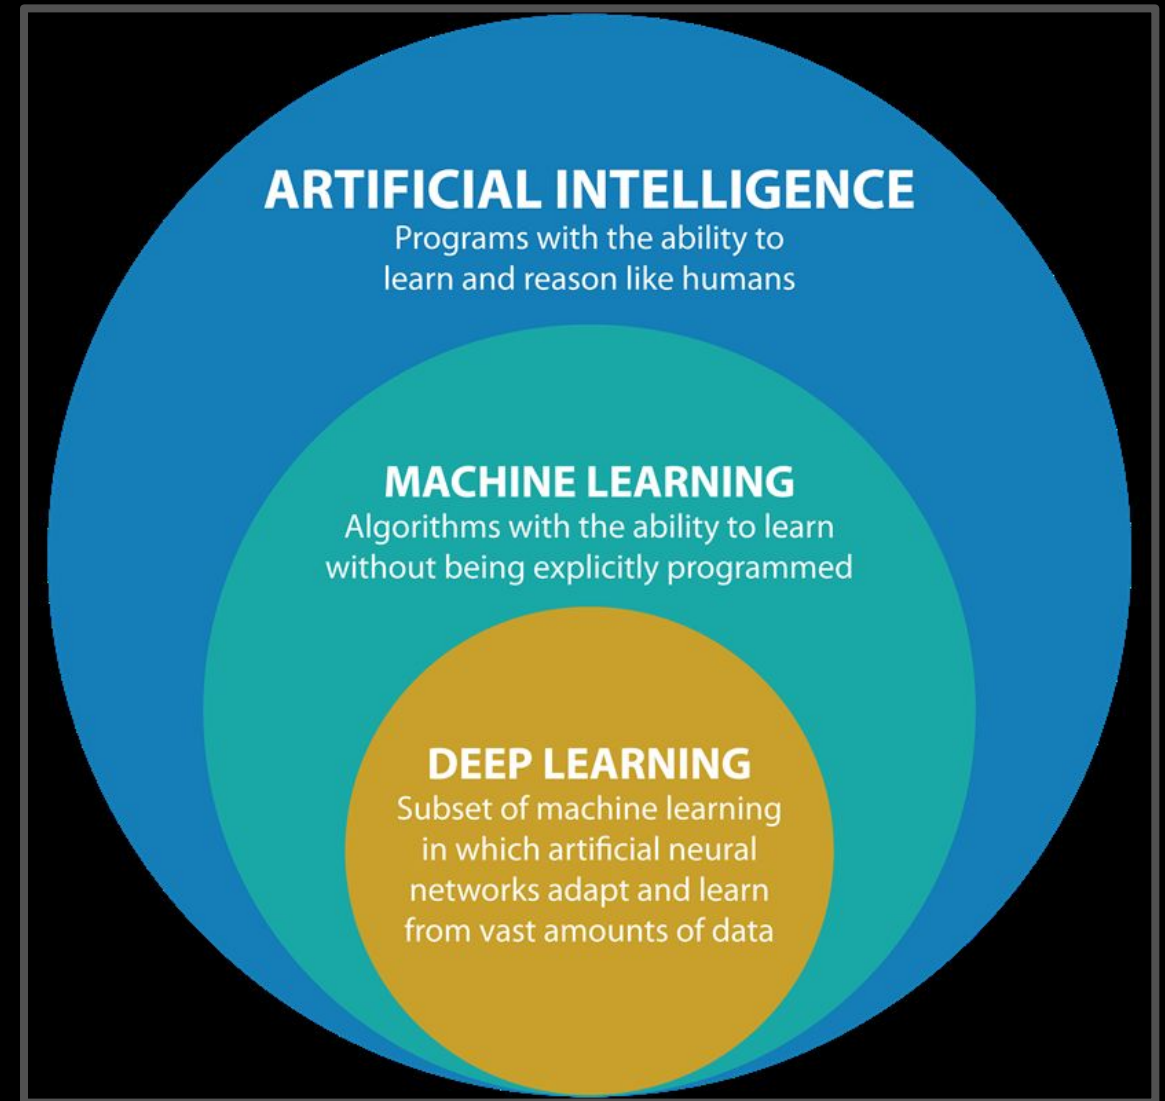 ARTIFICIAL INTELLIGENCE
Programs with the ability to
learn and reason like humans
MACHINE LEARNING
Algorithms with the ability to learn
without being explicitly programmed
DEEP LEARNING
Subset of machine learning
in which artificial neural
networks adapt and learn
from vast amounts of data